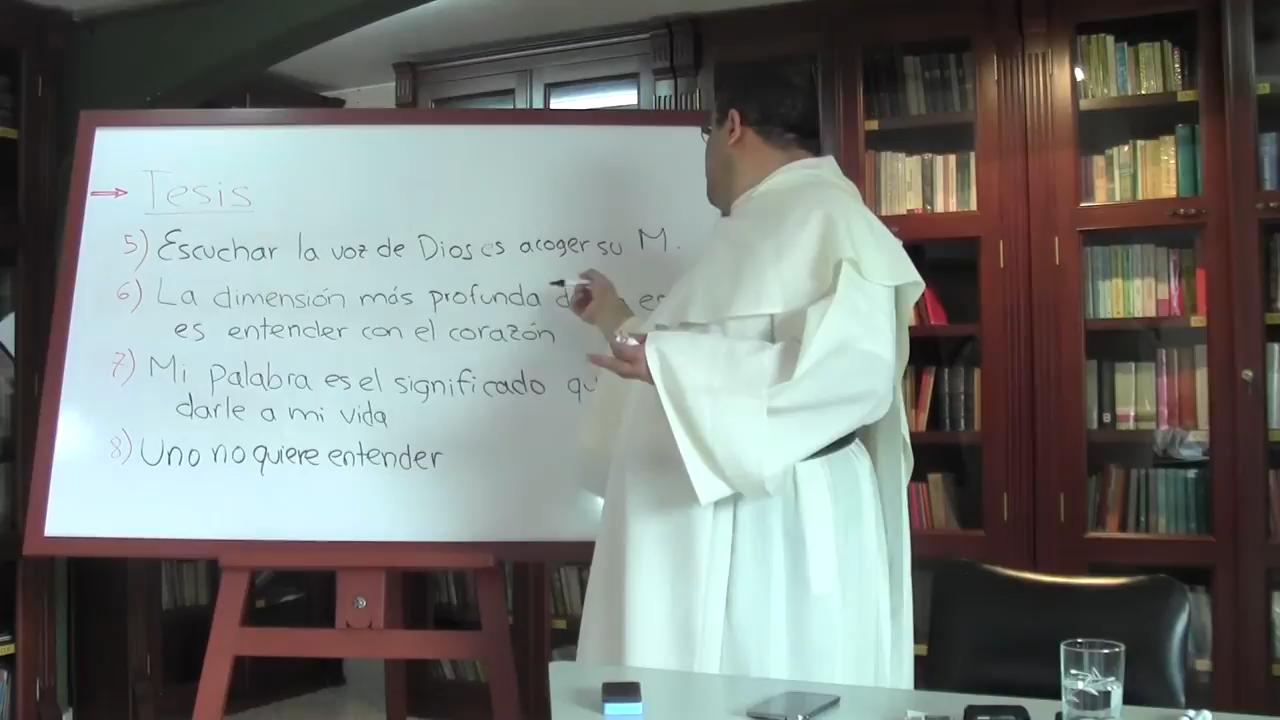 Tesis
5) Escuchar la voz de Dios es acoger su M.
6) La dimensión más profunda
es entender con el corazón
7) Mi palabra es el significado
darle a mi vida
8) Uno no quiere entender